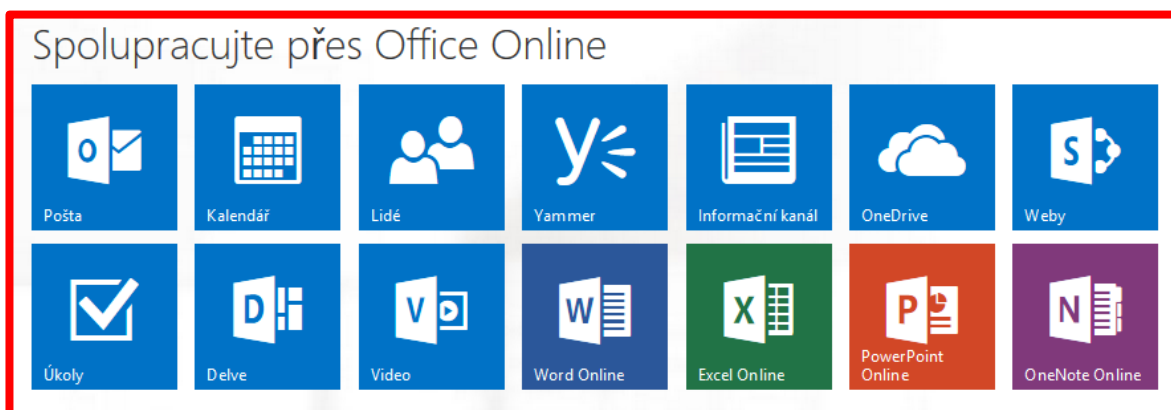 Spolupracujte přes Office Online
O
y
S
Pošta
Kalendář
Lidé
Yammer
Informační kanál
OneDrive
Weby
D
V
W
X
P
N
Úkoly
Delve
Video
Word Online
Excel Online
PowerPoint
Online
OneNote Online